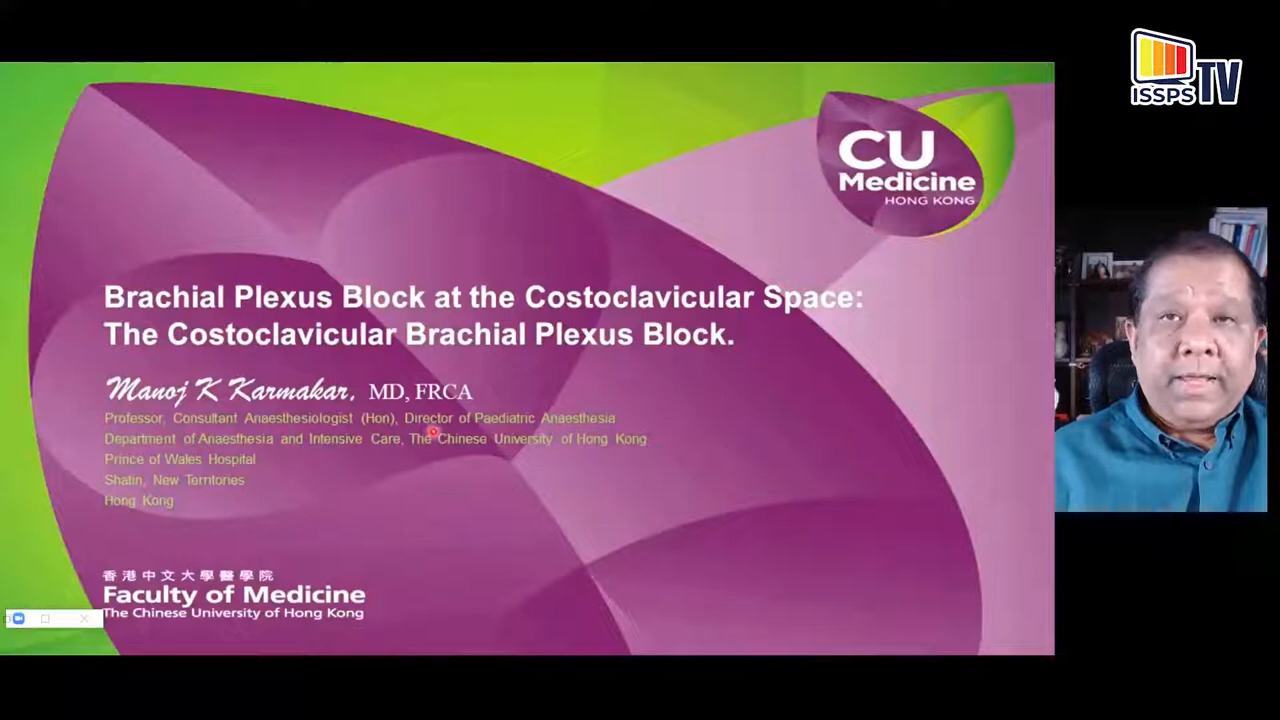 ISSPS TV
CU
Medicine
HONG KONG
Brachial Plexus Block at the Costoclavicular Space:
The Costoclavicular Brachial Plexus Block.
Manoj K Karmakar, MD, FRCA
Professor, Consultant Anaesthesiologist (Hon), Director of Paediatric Anaesthesia
Department of Anaesthesia and Intensive Care, The Chinese University of Hong Kong
Prince of Wales Hospital
Shatin, New Territories
Hong Kong
香港中文大學醫學院
Faculty of Medicine
The Chinese University of Hong Kong